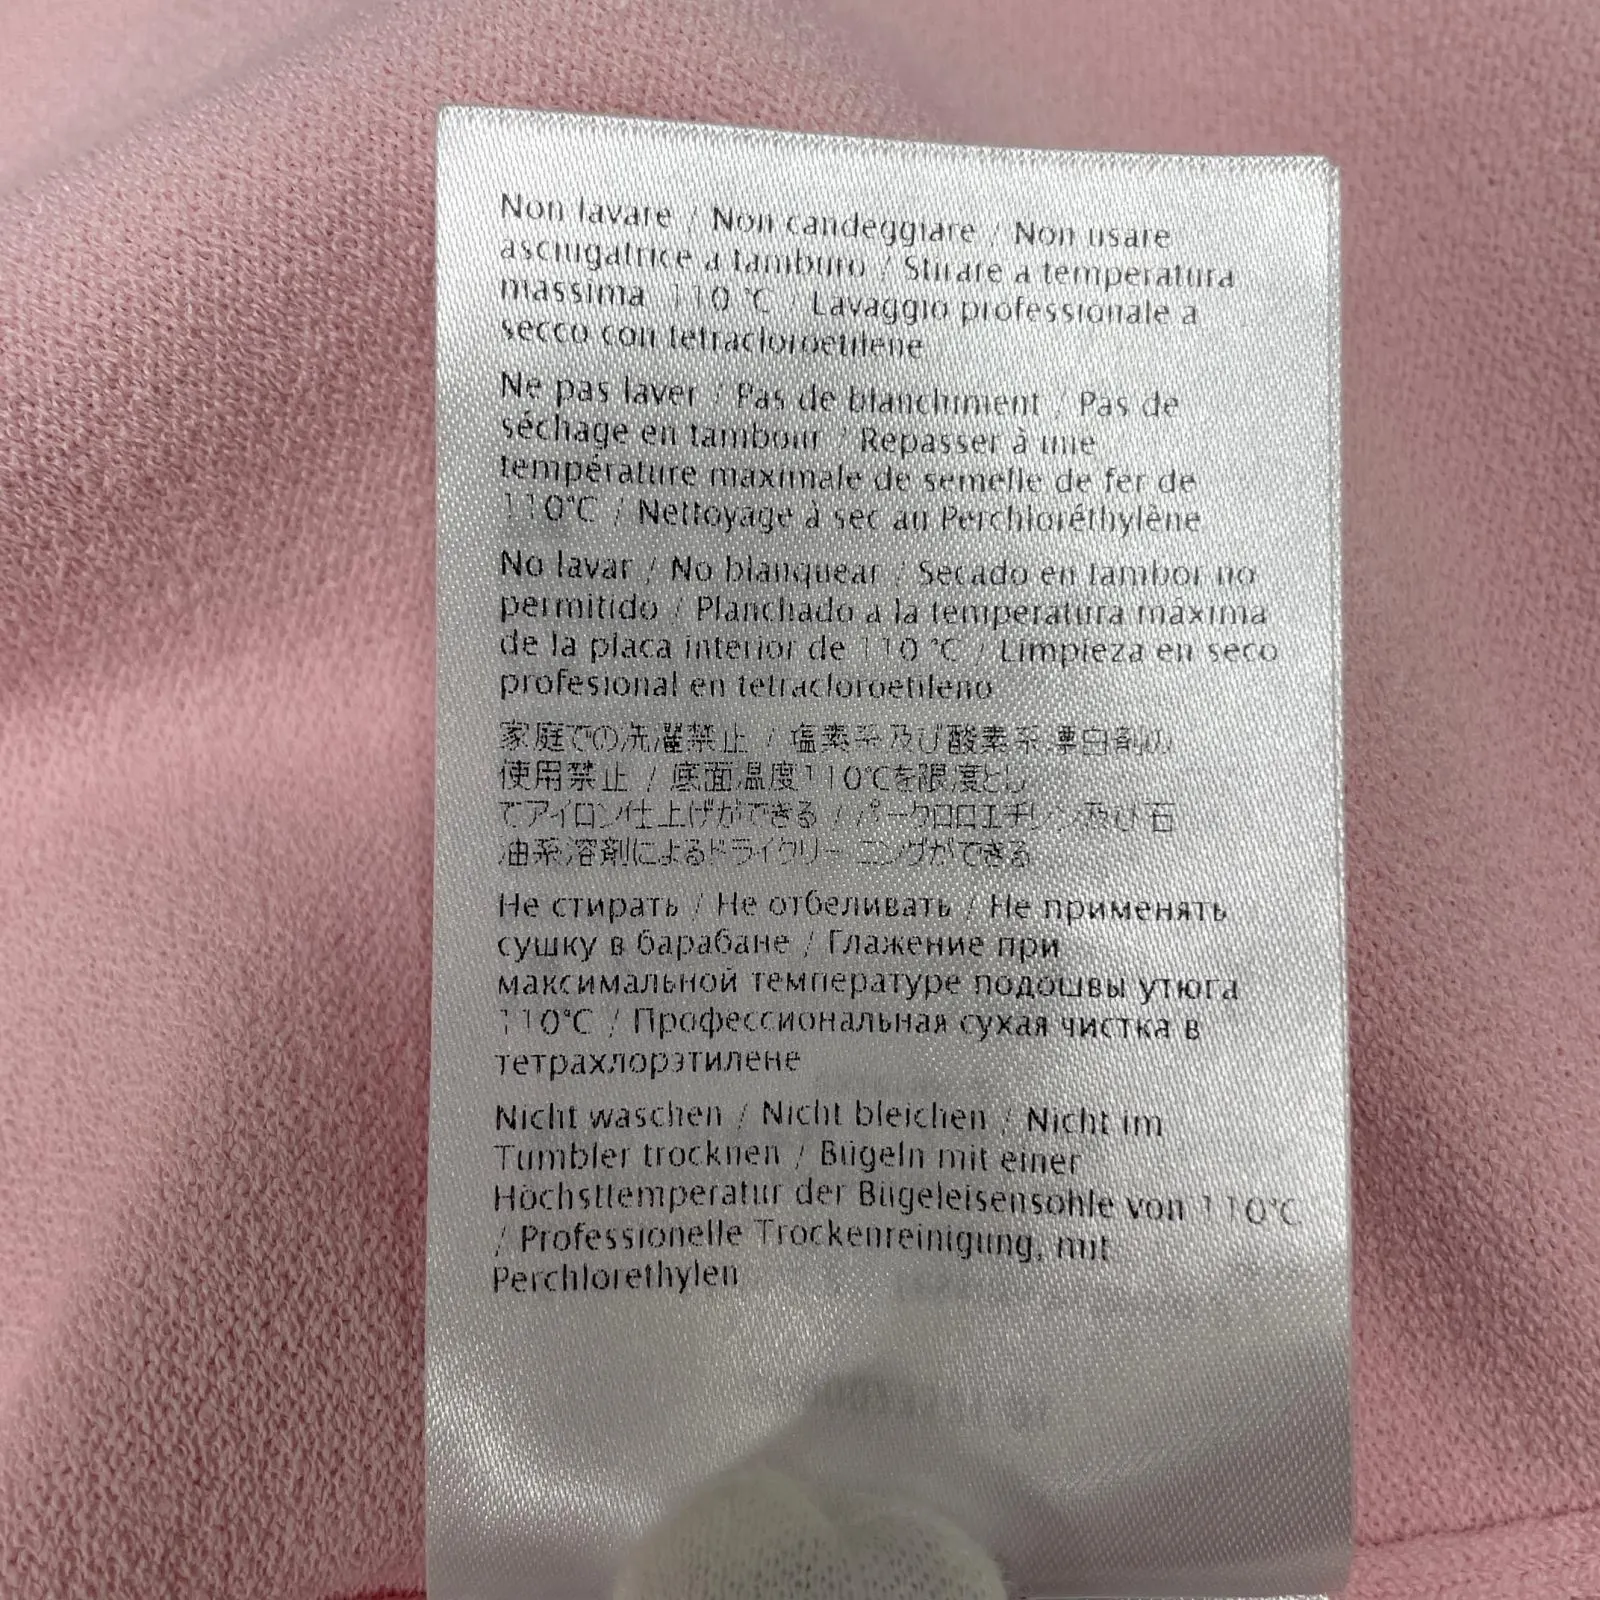 Non lavare / Non candeggiare / Non usare
asciugatrice a tamburo / Stirare a temperatura
massima 110 °C / Lavaggio professionale a
secco con tetracloroetilene
Ne pas laver / Pas de blanchiment / Pas de
séchage en tambour / Repasser à une
température maximale de semelle de fer de
110°C / Nettoyage à sec au Perchloréthylène
No lavar / No blanquear / Secado en tambor no
permitido / Planchado a la temperatura máxima
de la placa interior de 110 °C / Limpieza en seco
profesional en tetracloroetileno
家庭での洗濯禁止 / 塩素系及び酸素系漂白剤の
使用禁止 / 底面温度110℃を限度とし
てアイロン仕上げができる / パークロロエチレン及び石
油系溶剤によるドライクリーニングができる
Не стирать / Не отбеливать / Не применять
сушку в барабане / Глажение при
максимальной температуре подошвы утюга
110°C / Профессиональная сухая чистка в
тетрахлорэтилене
Nicht waschen / Nicht bleichen / Nicht im
Tumbler trocknen / Bügeln mit einer
Höchsttemperatur der Bügeleisensohle von 110°C
/ Professionelle Trockenreinigung, mit
Perchlorethylen